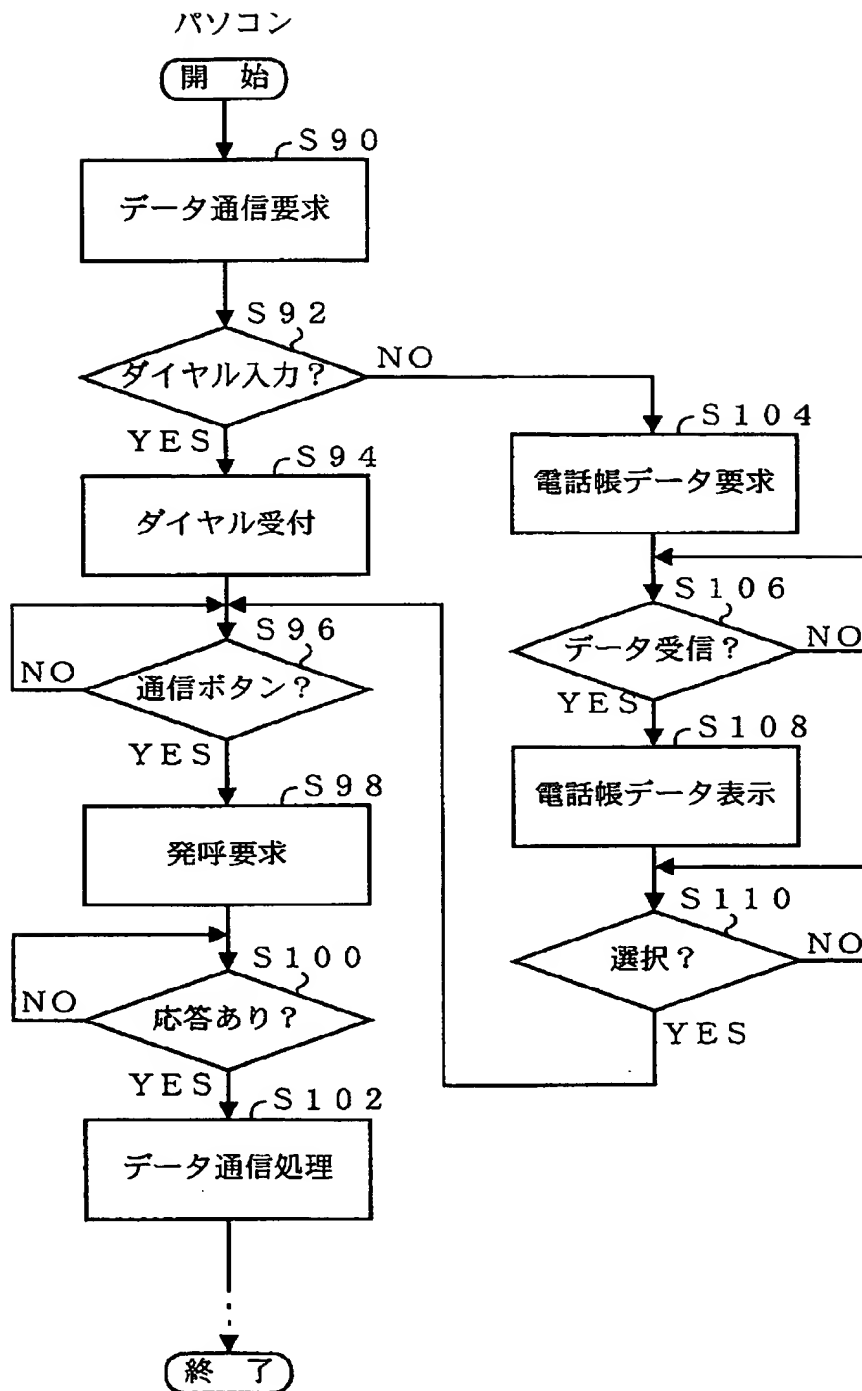 パソコン
開　始
Ｓ９０
データ通信要求
Ｓ９２
ダイヤル入力？
ＮＯ
ＹＥＳ
Ｓ９４
ダイヤル受付
Ｓ９６
通信ボタン？
ＮＯ
ＹＥＳ
Ｓ９８
発呼要求
Ｓ１００
応答あり？
ＮＯ
ＹＥＳ
Ｓ１０２
データ通信処理
終　了
Ｓ１０４
電話帳データ要求
Ｓ１０６
データ受信？
ＮＯ
ＹＥＳ
Ｓ１０８
電話帳データ表示
Ｓ１１０
選択？
ＮＯ
ＹＥＳ